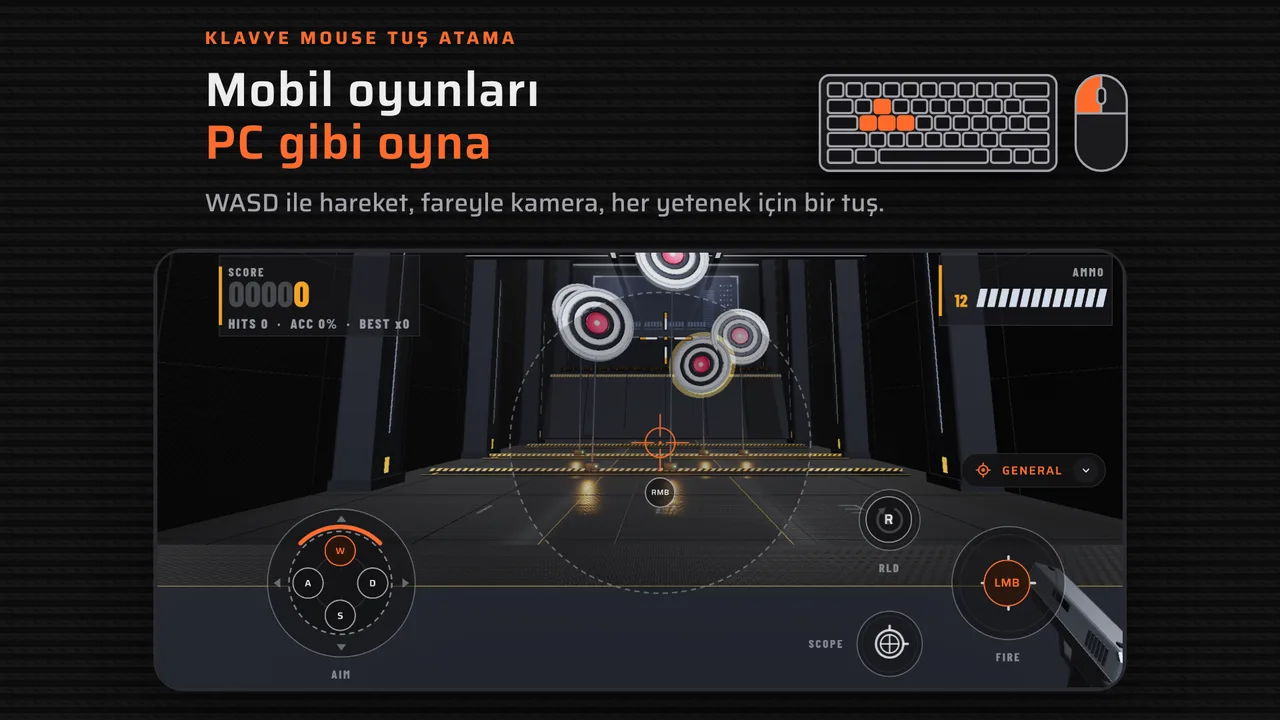 KLAVYE MOUSE TUŞ ATAMA
Mobil oyunları
PC gibi oyna
WASD ile hareket, fareyle kamera, her yetenek için bir tuş.
SCORE
00000
HITS 0 · ACC 0% · BEST x0
AMMO
12
GENERAL
RMB
R
RLD
W
A
D
S
AIM
LMB
FIRE
SCOPE